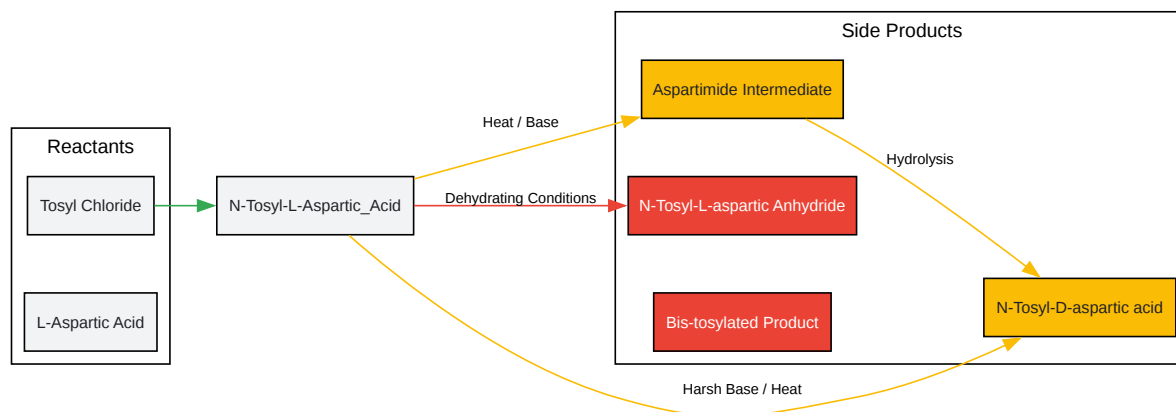 Side Products
Aspartimide Intermediate
Heat / Base
Reactants
Hydrolysis
Tosyl Chloride
N-Tosyl-L-Aspartic_Acid
Dehydrating Conditions
N-Tosyl-L-aspartic Anhydride
L-Aspartic Acid
Bis-tosylated Product
N-Tosyl-D-aspartic acid
Harsh Base / Heat